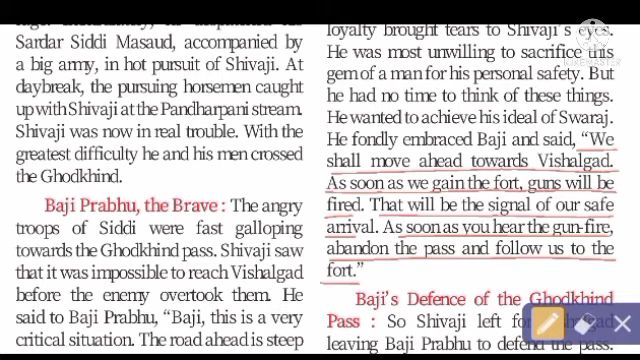 Sardar Siddi Masaud, accompanied by
a big army, in hot pursuit of Shivaji. At
daybreak, the pursuing horsemen caught
up with Shivaji at the Pandharpani stream.
Shivaji was now in real trouble. With the
greatest difficulty he and his men crossed
the Ghodkhind.
Baji Prabhu, the Brave : The angry
troops of Siddi were fast galloping
towards the Ghodkhind pass. Shivaji saw
that it was impossible to reach Vishalgad
before the enemy overtook them. He
said to Baji Prabhu, “Baji, this is a very
critical situation. The road ahead is steep
loyalty brought tears to Shivaji's eyes.
He was most unwilling to sacrifice this
gem of a man for his personal safety. But
he had no time to think of these things.
He wanted to achieve his ideal of Swaraj.
He fondly embraced Baji and said, “We
shall move ahead towards Vishalgad.
As soon as we gain the fort, guns will be
fired. That will be the signal of our safe
arrival. As soon as you hear the gun-fire,
abandon the pass and follow us to the
fort.”
Baji's Defence of the Ghodkhind
Pass : So Shivaji left
leaving Baji Prabhu to defend the pass.